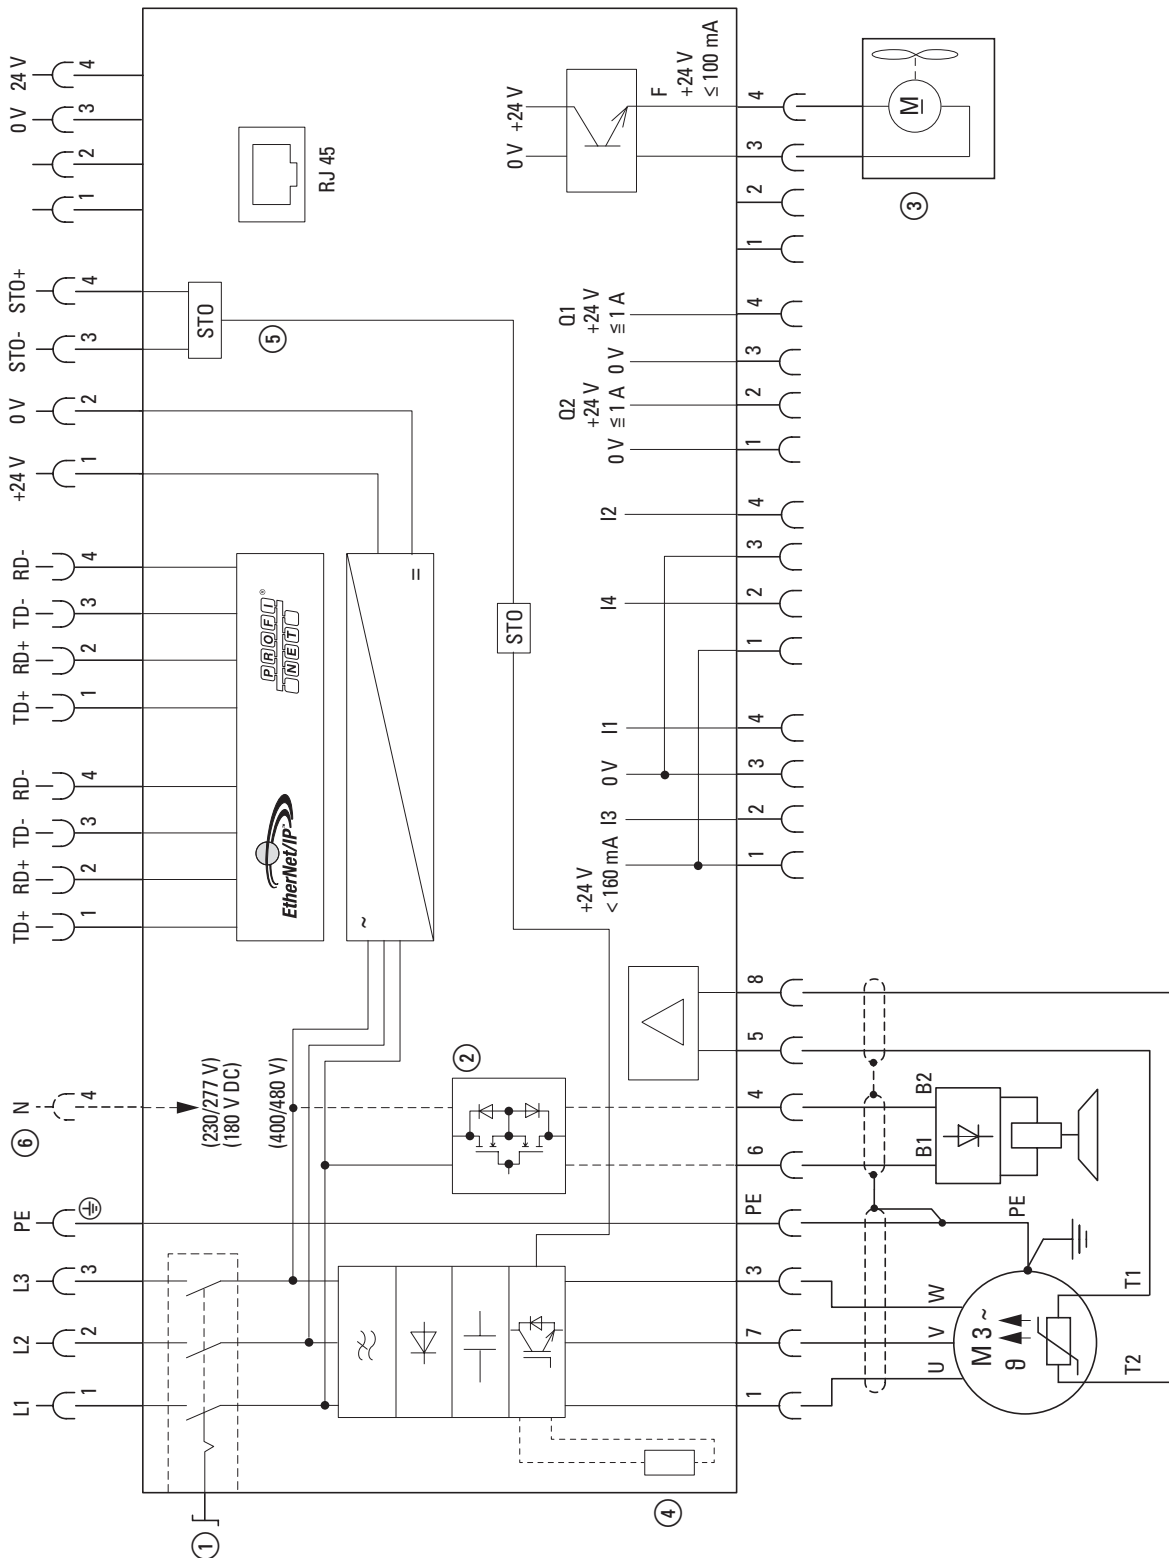 L1 L2 L3 PE N TD+ RD+ TD- RD- TD+ RD+ TD- RD- +24 V 0 V STO- STO+ 0 V 24 V
1 2 3 4 1 2 3 4 1 2 3 4 1 2 3 4 1 2 3 4
1
6
(230/277 V)
(180 V DC)
(400/480 V)
EtherNet/IP™
PROFI®
NET
~
=
STO
5
RJ 45
2
STO
4
+24 V
< 160 mA
I3
0 V
I1
I4
I2
0 V
Q2
+24 V
≤ 1 A
0 V
Q1
+24 V
≤ 1 A
0 V +24 V
F
+24 V
≤ 100 mA
1 7 3 PE 6 4 5 8 1 2 3 4 1 2 3 4 1 2 3 4 1 2 3 4
U V W
PE
B1 B2
M 3 ~
ϑ
T2 T1
M
3